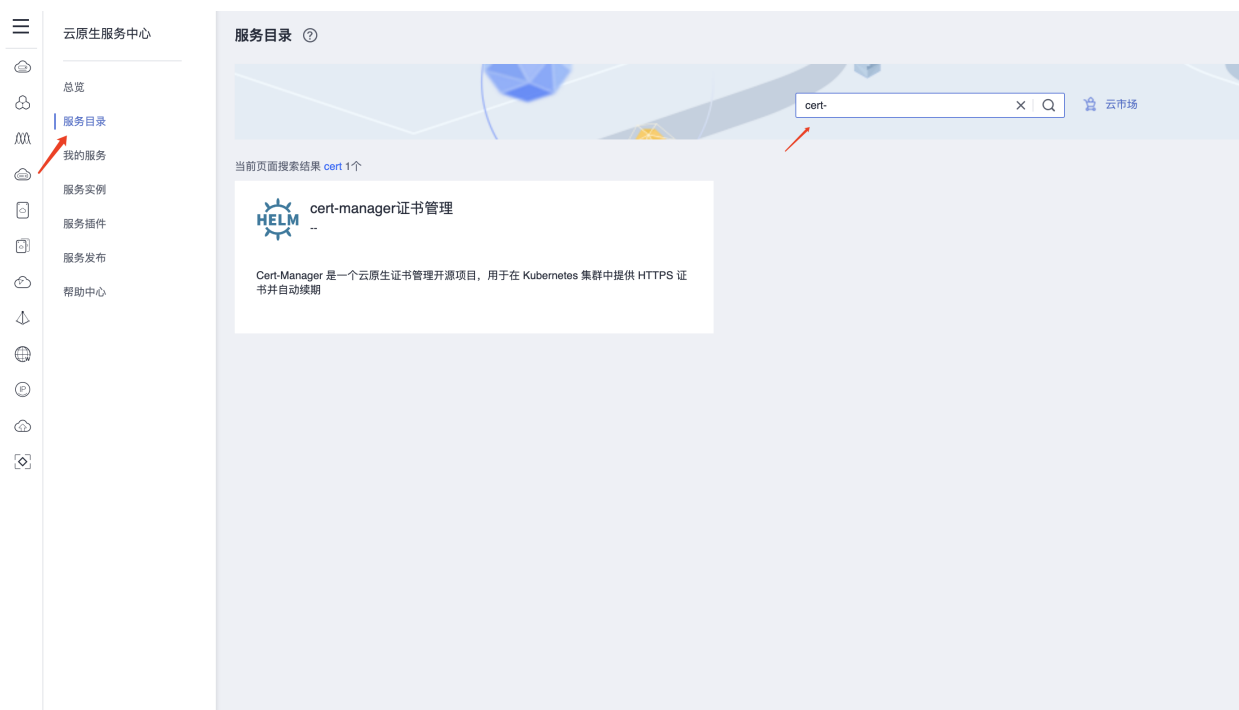 云原生服务中心
总览
服务目录
我的服务
服务实例
服务插件
服务发布
帮助中心
服务目录 ?
cert-
云市场
当前页面搜索结果 cert 1个
HELM
cert-manager证书管理
--
Cert-Manager 是一个云原生证书管理开源项目，用于在 Kubernetes 集群中提供 HTTPS 证
书并自动续期